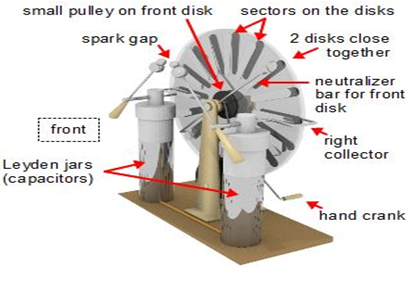 small pulley on front disk
sectors on the disks
spark gap
2 disks close
together
neutralizer
bar for front
disk
front
right
collector
Leyden jars
(capacitors)
hand crank